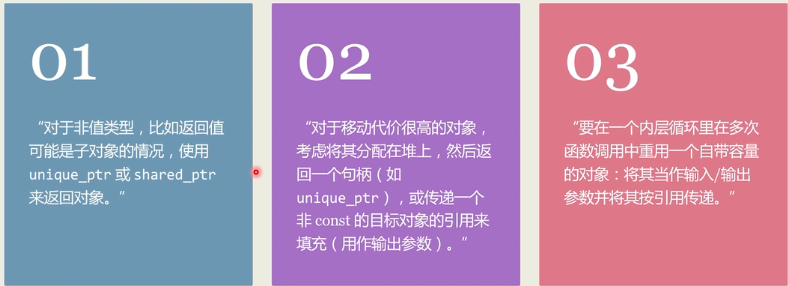 01
“对于非值类型，比如返回值
可能是子对象的情况，使用
unique_ptr 或 shared_ptr
来返回对象。”
02
“对于移动代价很高的对象，
考虑将其分配在堆上，然后返
回一个句柄（如
unique_ptr），或传递一个
非 const 的目标对象的引用来
填充（用作输出参数）。”
03
“要在一个内层循环里在多次
函数调用中重用一个自带容量
的对象：将其当作输入/输出
参数并将其按引用传递。”